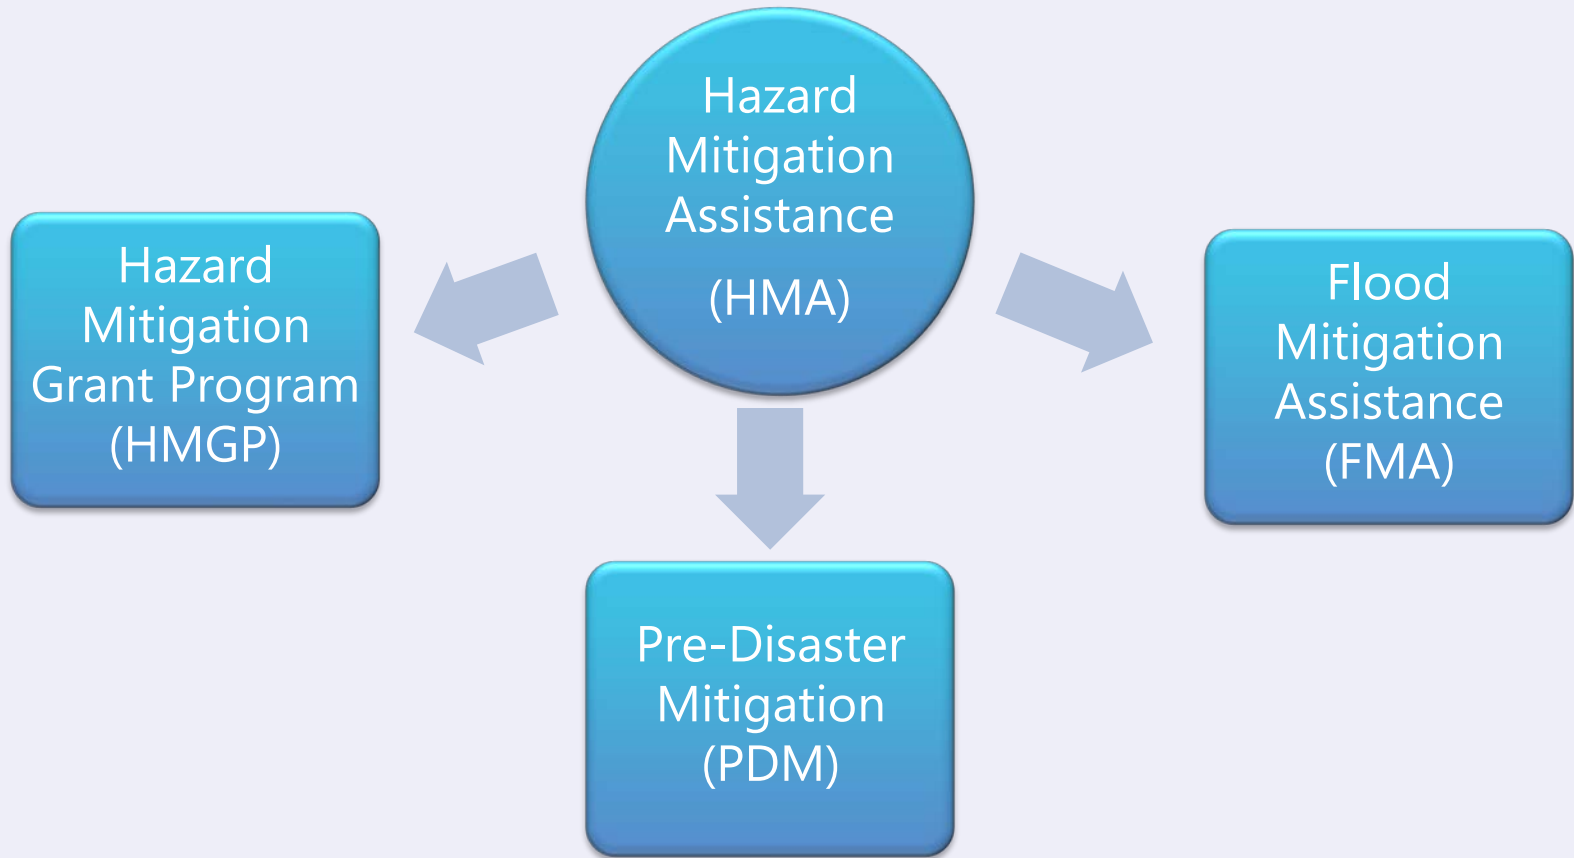 Hazard
Mitigation
Assistance
(HMA)
Hazard
Mitigation
Grant Program
(HMGP)
Flood
Mitigation
Assistance
(FMA)
Pre-Disaster
Mitigation
(PDM)